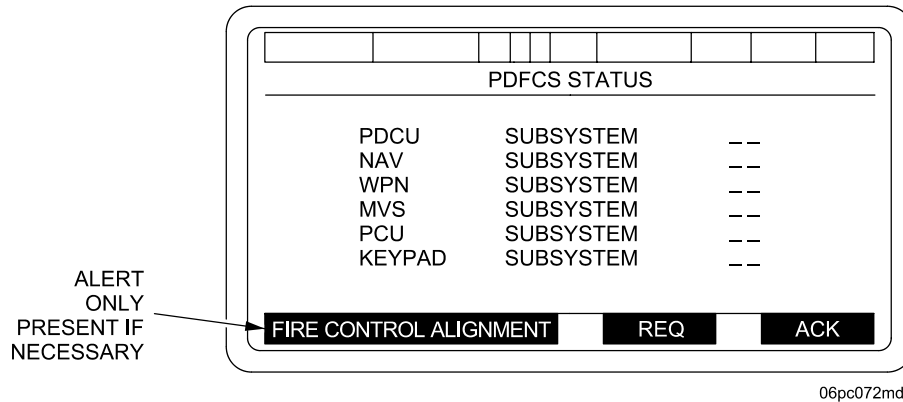 PDFCS STATUS
PDCU SUBSYSTEM _ _
NAV SUBSYSTEM _ _
WPN SUBSYSTEM _ _
MVS SUBSYSTEM _ _
PCU SUBSYSTEM _ _
KEYPAD SUBSYSTEM _ _
ALERT
ONLY
PRESENT IF
NECESSARY
FIRE CONTROL ALIGNMENT REQ ACK
06pc072md